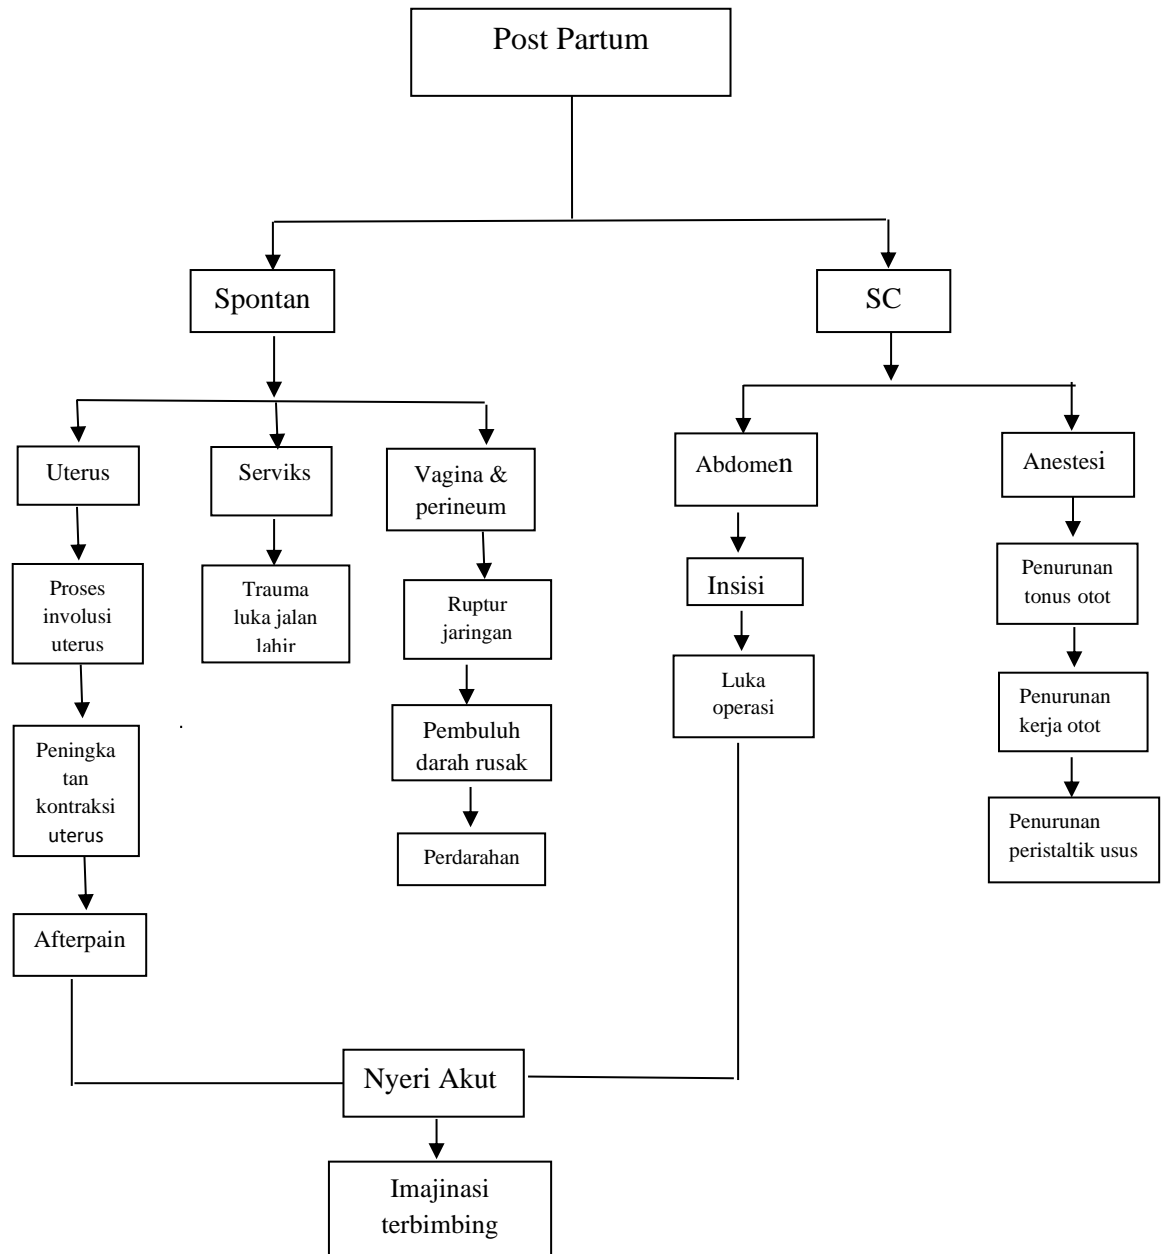 Post Partum
Spontan
SC
Uterus
Serviks
Vagina &
perineum
Abdomen
Anestesi
Proses
involusi
uterus
Trauma
luka jalan
lahir
Ruptur
jaringan
Insisi
Penurunan
tonus otot
Peningka
tan
kontraksi
uterus
Pembuluh
darah rusak
Luka
operasi
Penurunan
kerja otot
Perdarahan
Penurunan
peristaltik usus
Afterpain
Nyeri Akut
Imajinasi
terbimbing